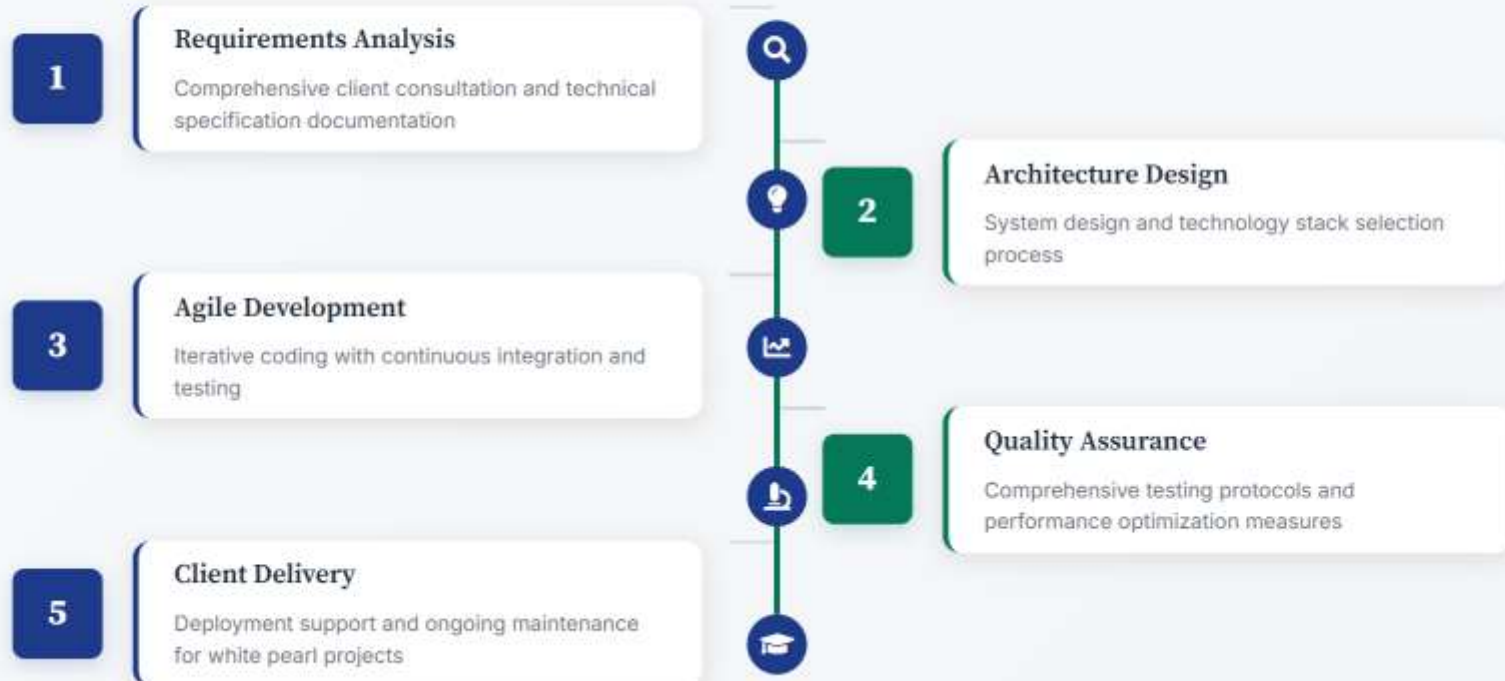 1
Requirements Analysis
Comprehensive client consultation and technical
specification documentation
2
Architecture Design
System design and technology stack selection
process
3
Agile Development
Iterative coding with continuous integration and
testing
4
Quality Assurance
Comprehensive testing protocols and
performance optimization measures
5
Client Delivery
Deployment support and ongoing maintenance
for white pearl projects